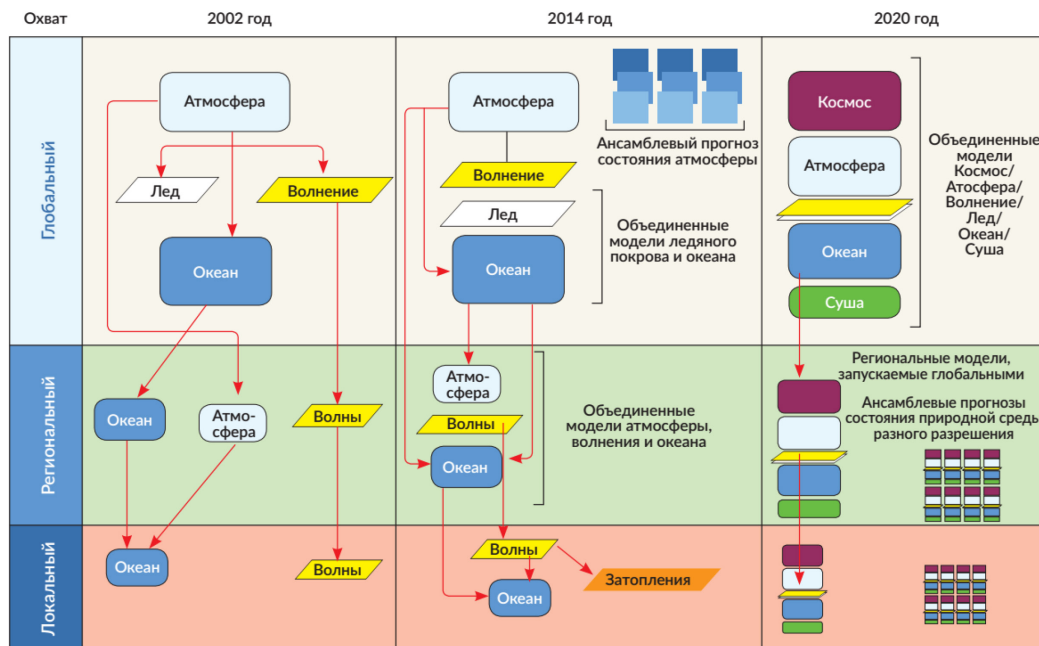 Охват
2002 год
2014 год
2020 год
Глобальный
Атмосфера
Лед
Волнение
Океан
Атмосфера
Ансамблевый прогноз
состояния атмосферы
Волнение
Лед
Океан
Объединенные
модели ледяного
покрова и океана
Космос
Атмосфера
Океан
Суша
Объединенные
модели
Космос/
Атосфера/
Волнение/
Лед/
Океан/
Суша
Региональный
Океан
Атмо-
сфера
Волны
Атмо-
сфера
Волны
Океан
Объединенные
модели атмосферы,
волнения и океана
Региональные модели,
запускаемые глобальными
Ансамблевые прогнозы
состояния природной средь
разного разрешения
Локальный
Океан
Волны
Волны
Затопления
Океан